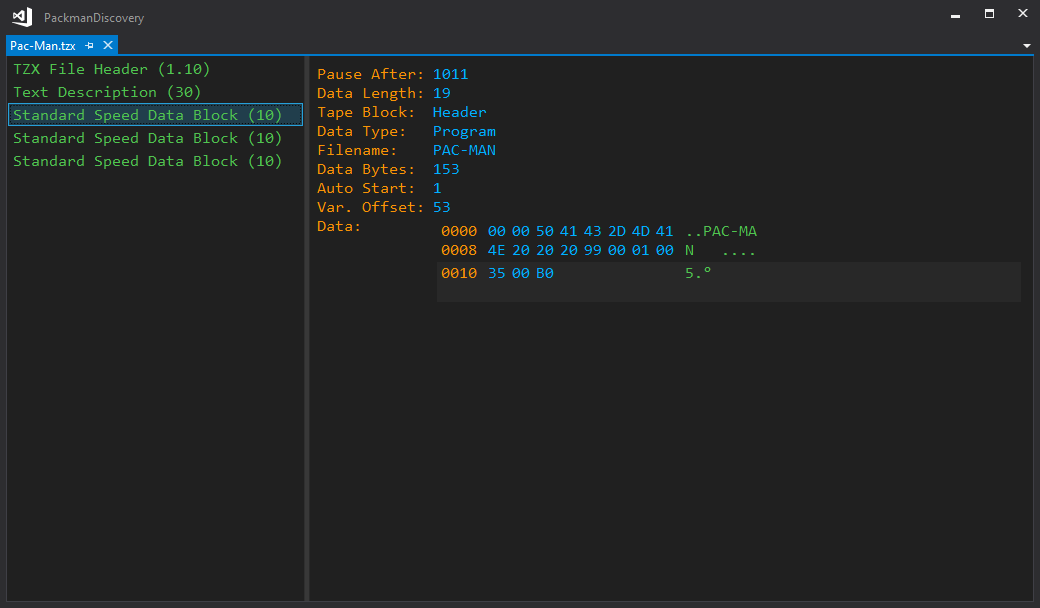 PackmanDiscovery
Pac-Man.tzx
TZX File Header (1.10)
Text Description (30)
Standard Speed Data Block (10)
Standard Speed Data Block (10)
Standard Speed Data Block (10)
Pause After: 1011
Data Length: 19
Tape Block: Header
Data Type: Program
Filename: PAC-MAN
Data Bytes: 153
Auto Start: 1
Var. Offset: 53
Data:
0000 00 00 50 41 43 2D 4D 41 ..PAC-MA
0008 4E 20 20 20 99 00 01 00 N   ....
0010 35 00 B0 5.°